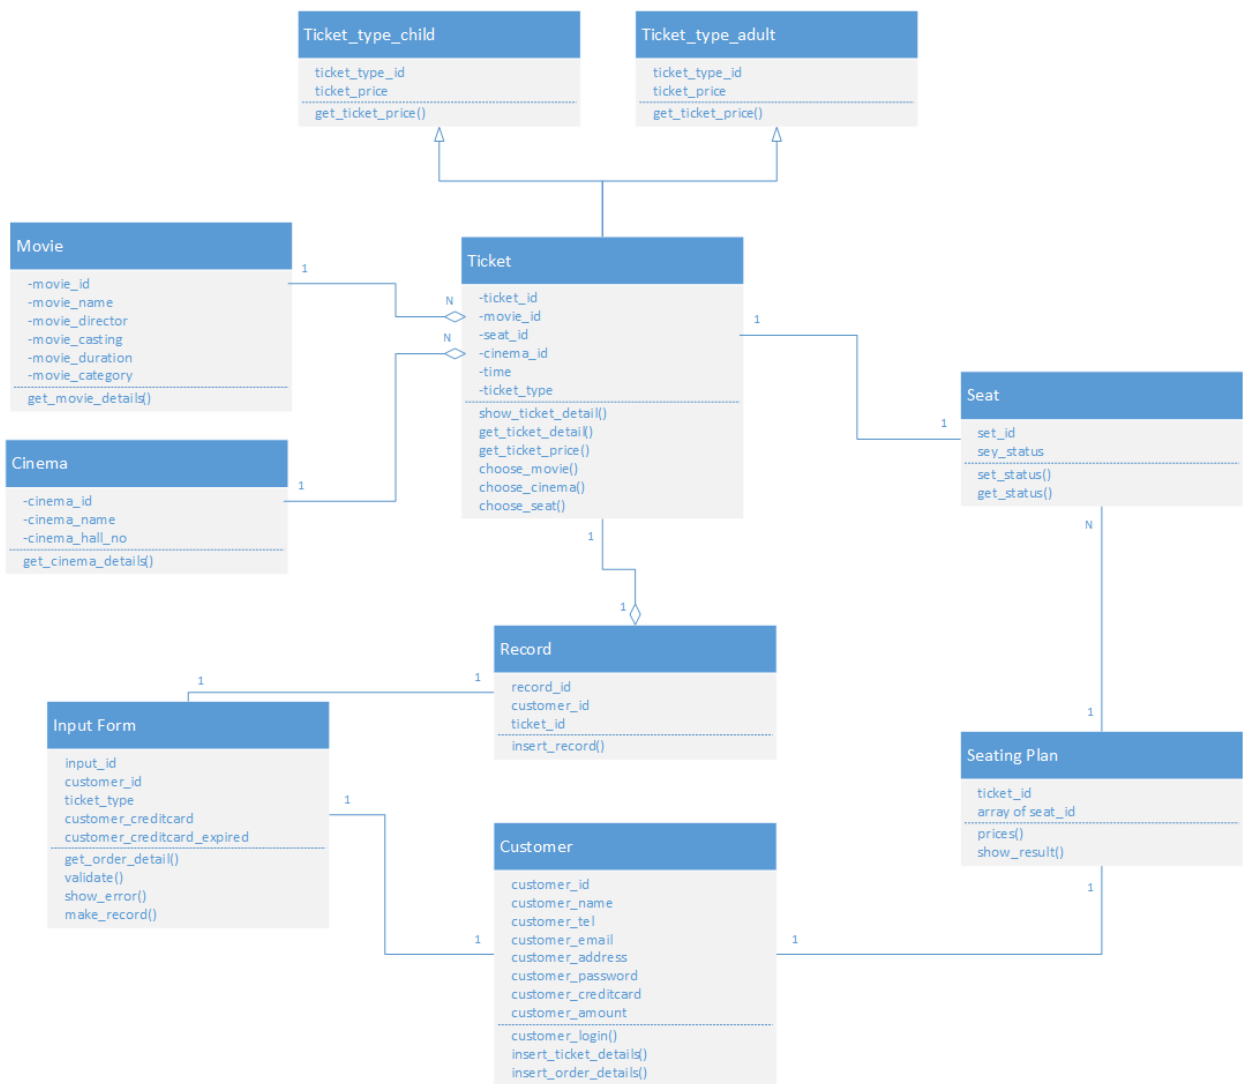 Ticket_type_child
ticket_type_id
ticket_price
get_ticket_price()
Ticket_type_adult
ticket_type_id
ticket_price
get_ticket_price()
Movie
-movie_id
-movie_name
-movie_director
-movie_casting
-movie_duration
-movie_category
get_movie_details()
1
N
N
Ticket
-ticket_id
-movie_id
-seat_id
-cinema_id
-time
-ticket_type
show_ticket_detail()
get_ticket_detail()
get_ticket_price()
choose_movie()
choose_cinema()
choose_seat()
1
1
Seat
set_id
sey_status
set_status()
get_status()
Cinema
-cinema_id
-cinema_name
-cinema_hall_no
get_cinema_details()
1
1
1
N
1
Record
record_id
customer_id
ticket_id
insert_record()
1
1
Input Form
input_id
customer_id
ticket_type
customer_creditcard
customer_creditcard_expired
get_order_detail()
validate()
show_error()
make_record()
1
1
Seating Plan
ticket_id
array of seat_id
prices()
show_result()
1
1
Customer
customer_id
customer_name
customer_tel
customer_email
customer_address
customer_password
customer_creditcard
customer_amount
customer_login()
insert_ticket_details()
insert_order_details()